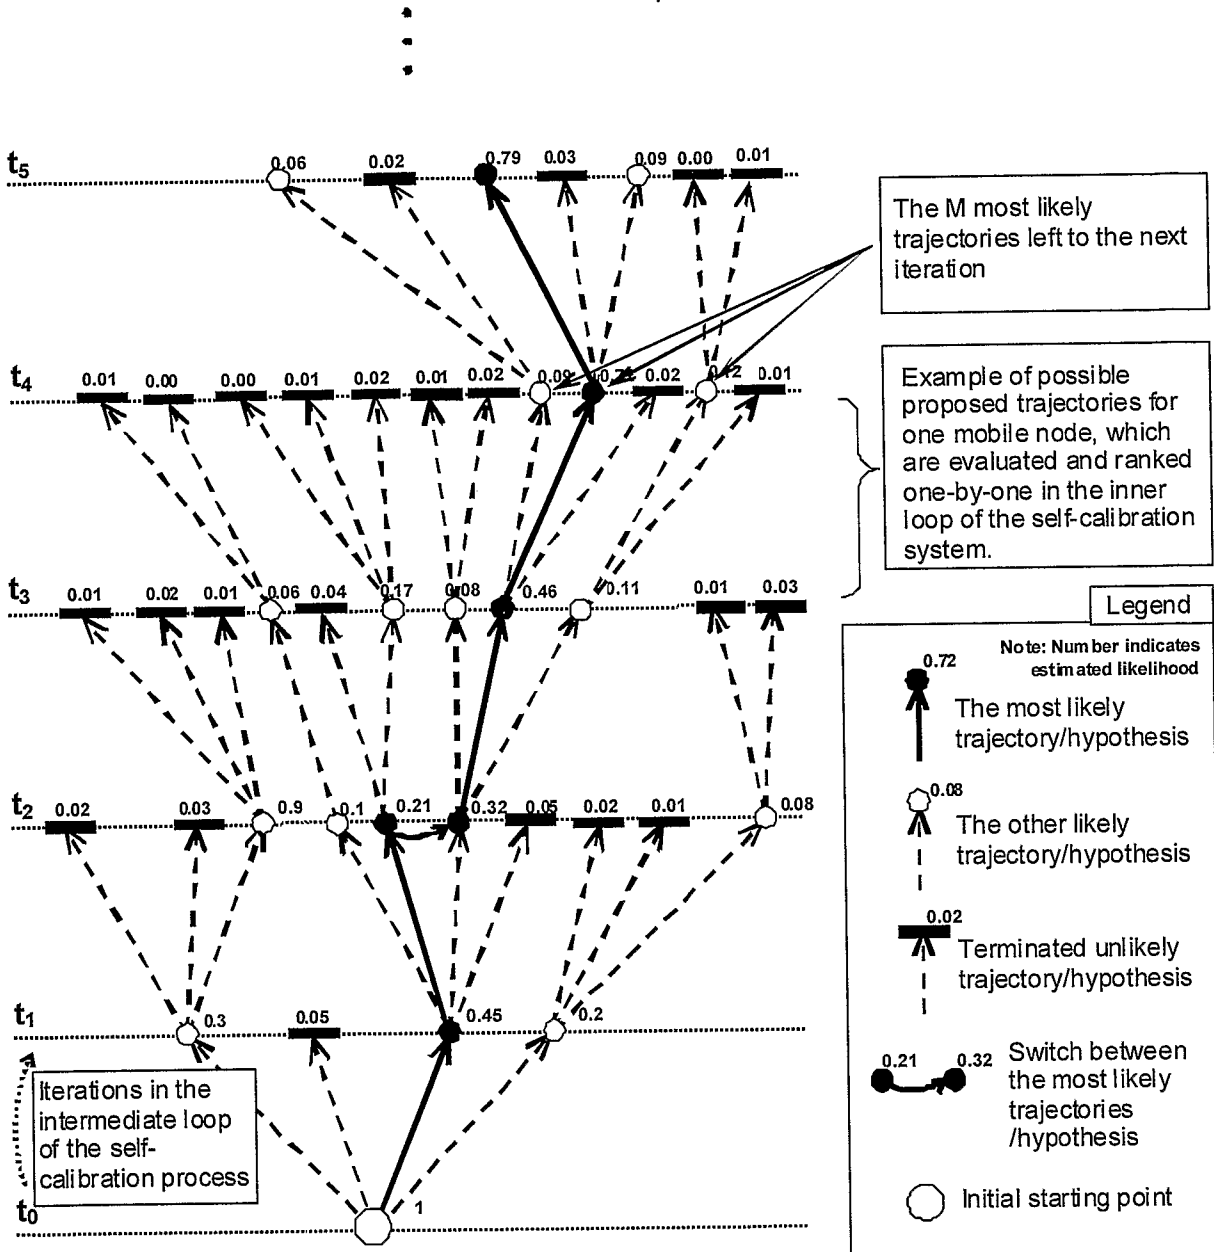 t5
0.06
0.02
0.79
0.03
0.09
0.00
0.01
The M most likely
trajectories left to the next
iteration
t4
0.01
0.00
0.00
0.01
0.02
0.01
0.02
0.09
0.02
0.01
Example of possible
proposed trajectories for
one mobile node, which
are evaluated and ranked
one-by-one in the inner
loop of the self-calibration
system.
t3
0.01
0.02
0.01
0.06
0.04
0.17
0.08
0.46
0.11
0.01
0.03
Legend
Note: Number indicates
estimated likelihood
0.72
The most likely
trajectory/hypothesis
0.08
The other likely
trajectory/hypothesis
0.02
Terminated unlikely
trajectory/hypothesis
0.21
0.32
Switch between
the most likely
trajectories
/hypothesis
Initial starting point
t2
0.02
0.03
0.9
0.1
0.21
0.32
0.05
0.02
0.01
0.08
t1
0.3
0.05
0.45
0.2
Iterations in the
intermediate loop
of the self-
calibration process
t0
1